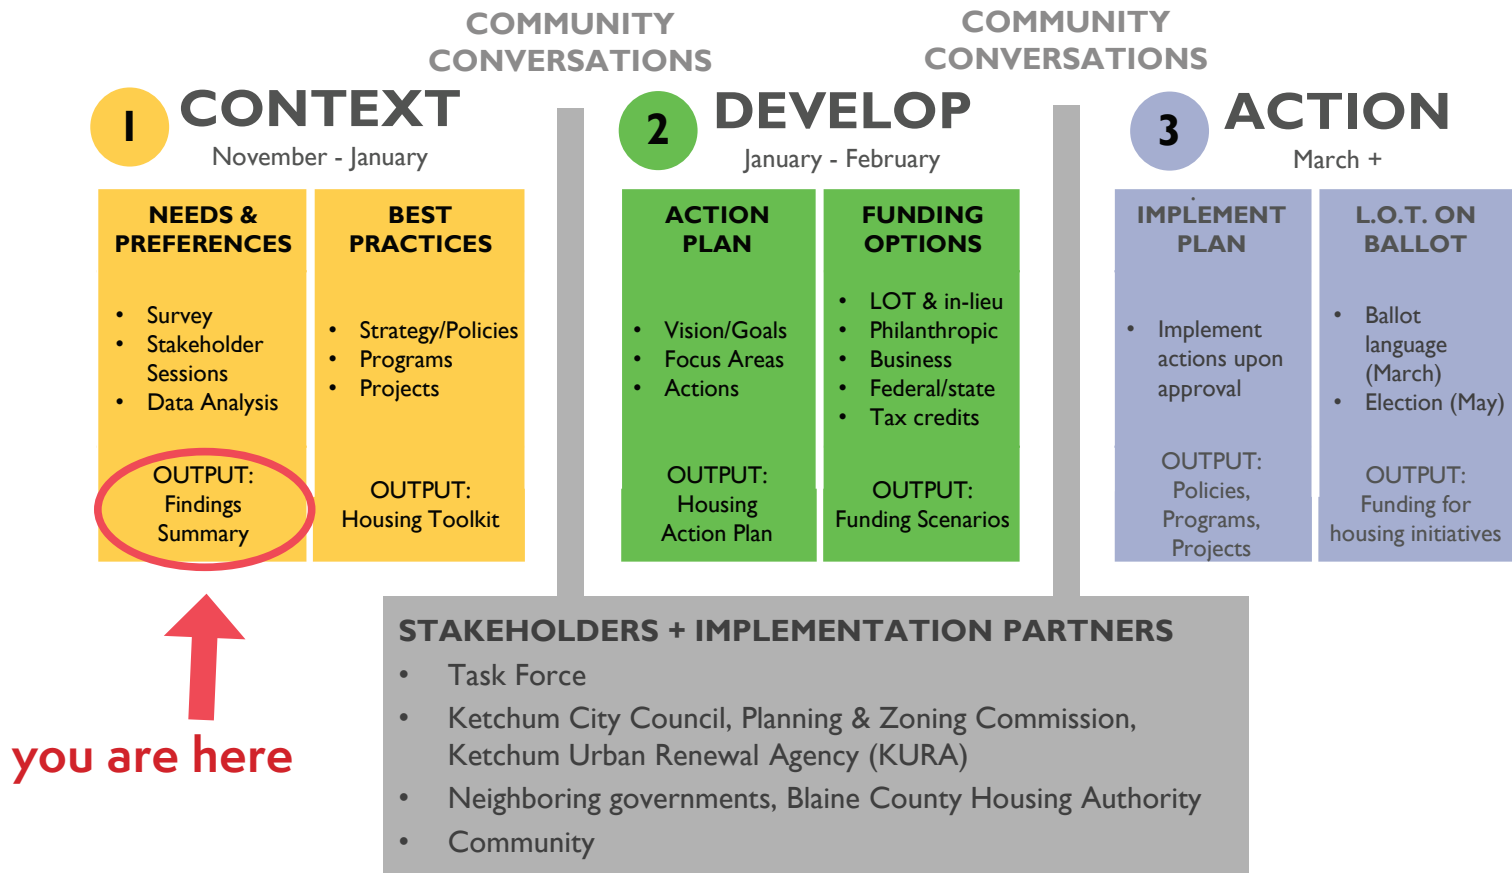 COMMUNITY
CONVERSATIONS
COMMUNITY
CONVERSATIONS
1
CONTEXT
November - January
NEEDS &
PREFERENCES
• Survey
• Stakeholder
Sessions
• Data Analysis
OUTPUT:
Findings
Summary
BEST
PRACTICES
• Strategy/Policies
• Programs
• Projects
OUTPUT:
Housing Toolkit
2
DEVELOP
January - February
ACTION
PLAN
• Vision/Goals
• Focus Areas
• Actions
OUTPUT:
Housing
Action Plan
FUNDING
OPTIONS
• LOT & in-lieu
• Philanthropic
• Business
• Federal/state
• Tax credits
OUTPUT:
Funding Scenarios
3
ACTION
March +
IMPLEMENT
PLAN
• Implement
actions upon
approval
OUTPUT:
Policies,
Programs,
Projects
L.O.T. ON
BALLOT
• Ballot
language
(March)
• Election (May)
OUTPUT:
Funding for
housing initiatives
you are here
STAKEHOLDERS + IMPLEMENTATION PARTNERS
• Task Force
• Ketchum City Council, Planning & Zoning Commission,
Ketchum Urban Renewal Agency (KURA)
• Neighboring governments, Blaine County Housing Authority
• Community